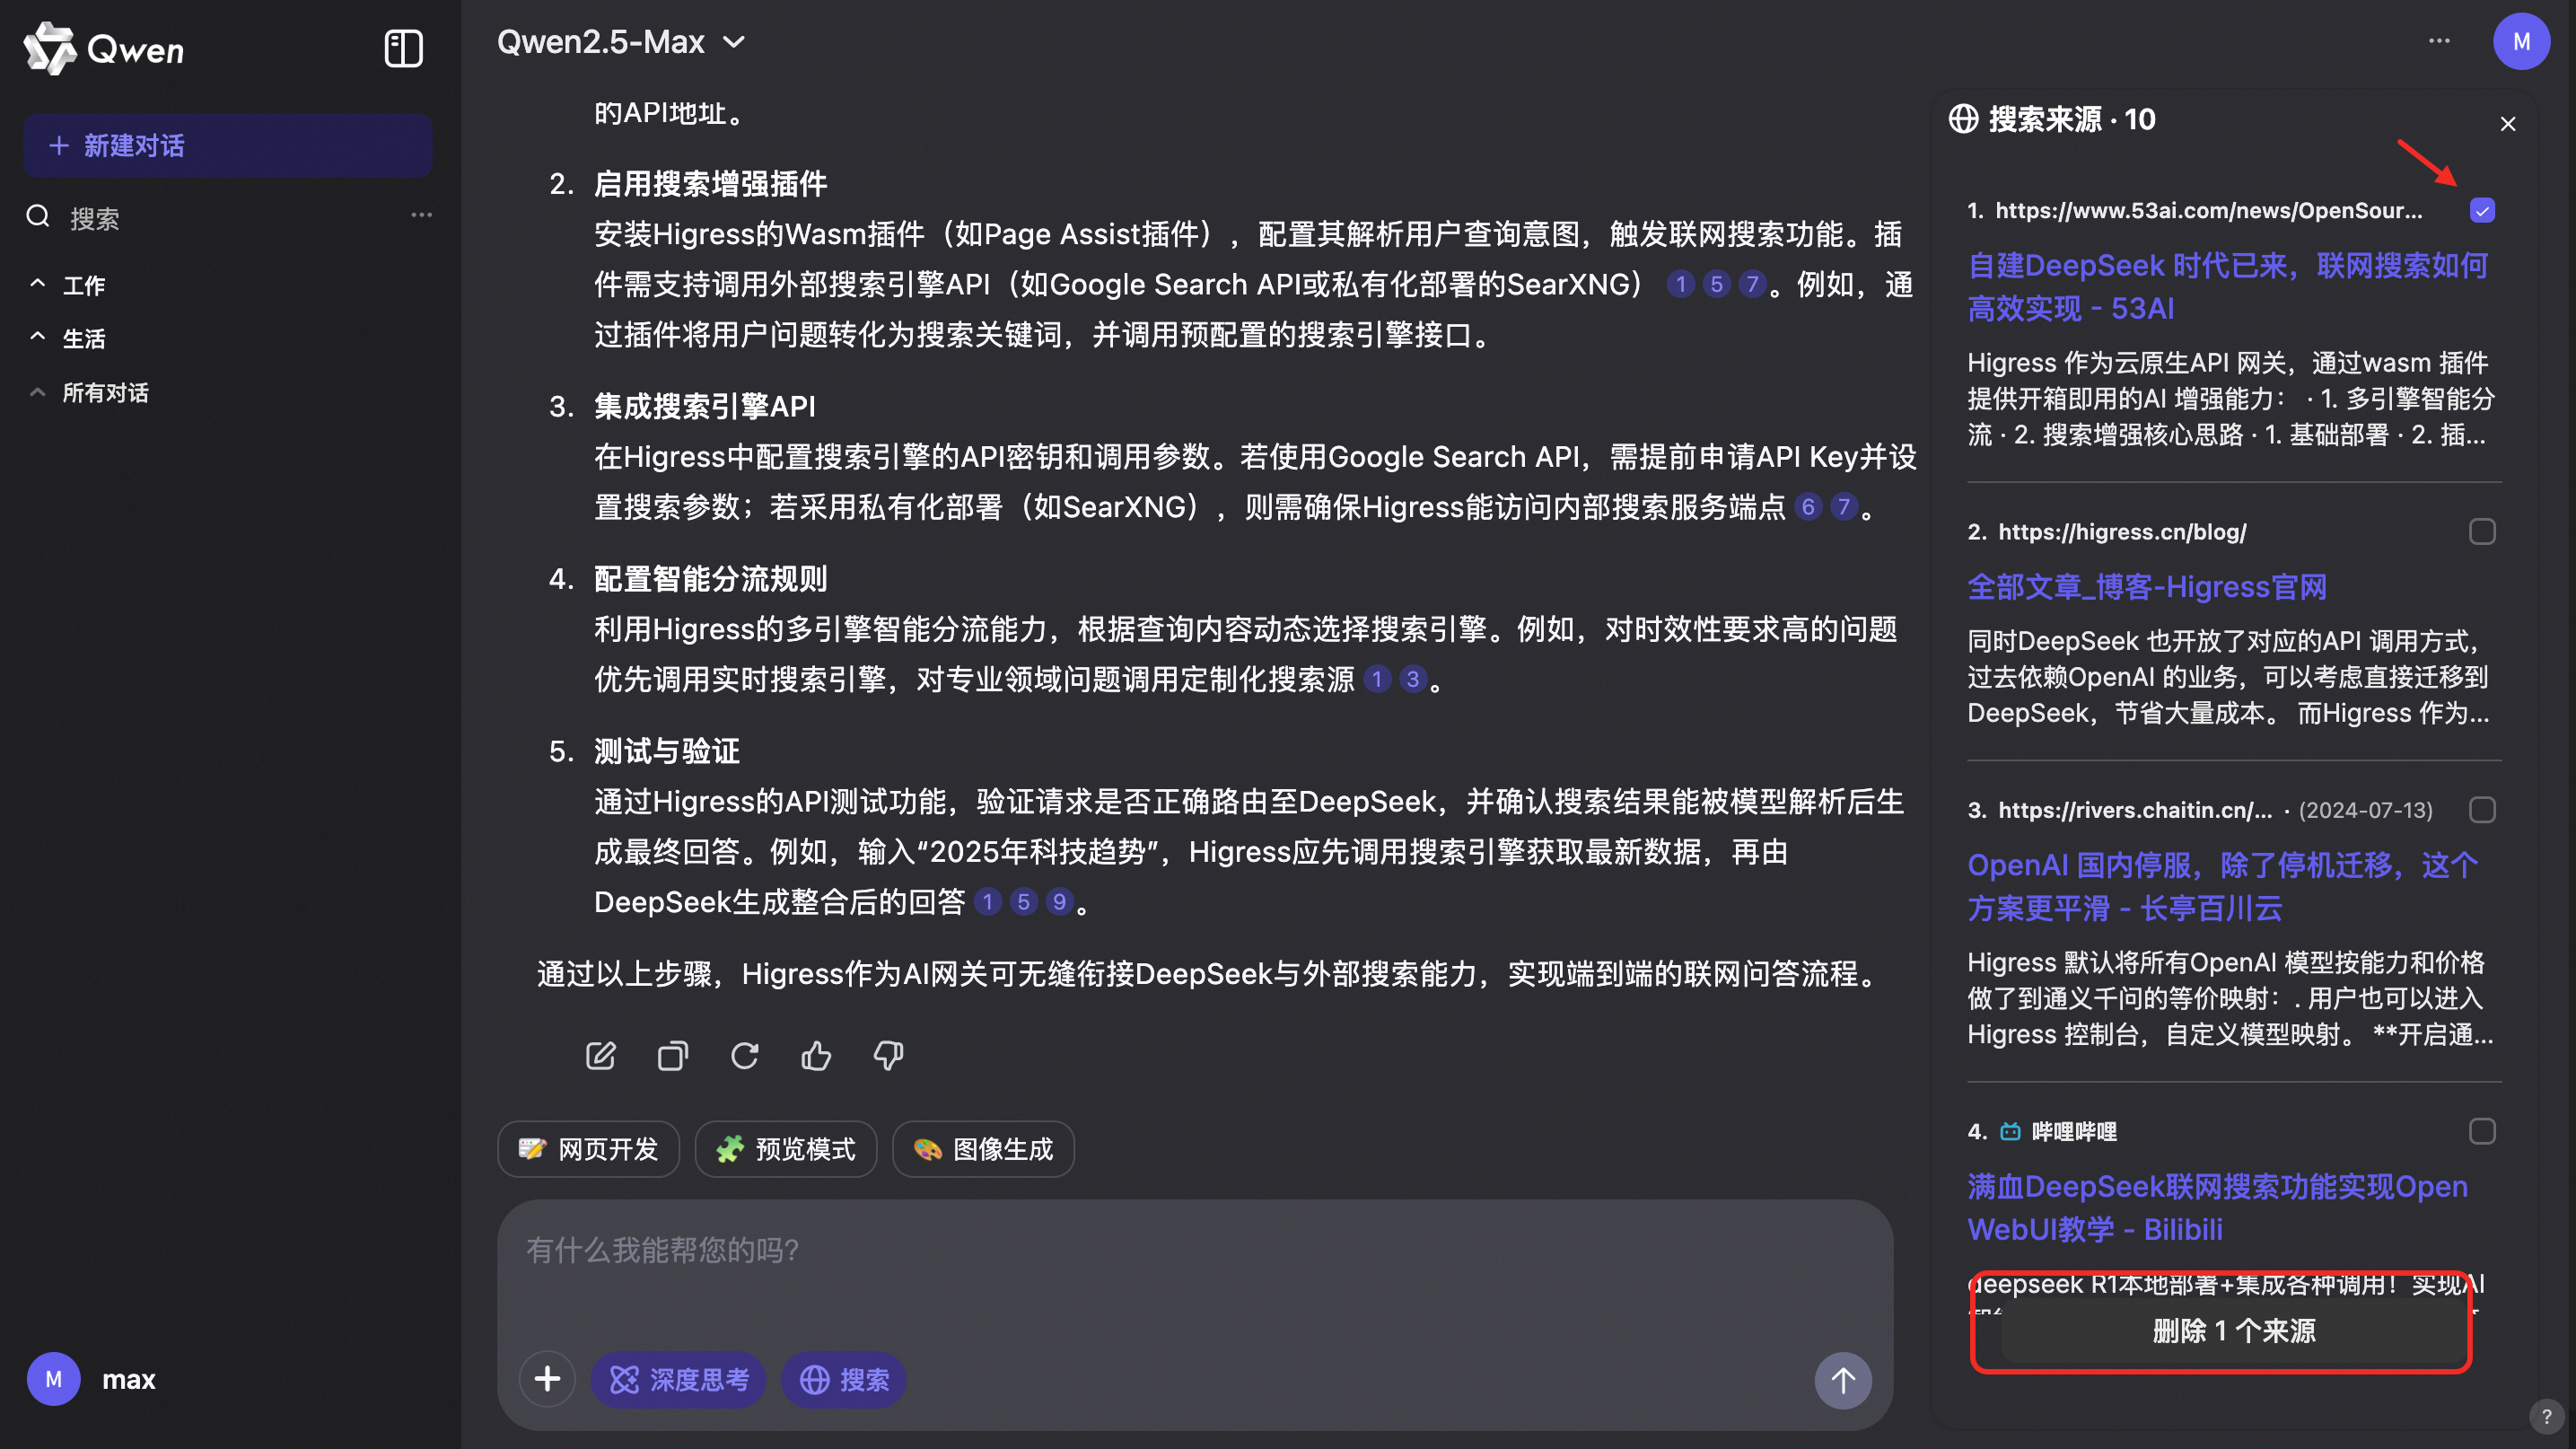 Qwen
新建对话
搜索
工作
生活
所有对话
M
max
Qwen2.5-Max
M
的API地址。
2. 启用搜索增强插件
安装Higress的Wasm插件（如Page Assist插件），配置其解析用户查询意图，触发联网搜索功能。插
件需支持调用外部搜索引擎API（如Google Search API或私有化部署的SearXNG） 1 5 7。例如，通
过插件将用户问题转化为搜索关键词，并调用预配置的搜索引擎接口。
3. 集成搜索引擎API
在Higress中配置搜索引擎的API密钥和调用参数。若使用Google Search API，需提前申请API Key并设
置搜索参数；若采用私有化部署（如SearXNG），则需确保Higress能访问内部搜索服务端点 6 7。
4. 配置智能分流规则
利用Higress的多引擎智能分流能力，根据查询内容动态选择搜索引擎。例如，对时效性要求高的问题
优先调用实时搜索引擎，对专业领域问题调用定制化搜索源 1 3。
5. 测试与验证
通过Higress的API测试功能，验证请求是否正确路由至DeepSeek，并确认搜索结果能被模型解析后生
成最终回答。例如，输入“2025年科技趋势”，Higress应先调用搜索引擎获取最新数据，再由
DeepSeek生成整合后的回答 1 5 9。
通过以上步骤，Higress作为AI网关可无缝衔接DeepSeek与外部搜索能力，实现端到端的联网问答流程。
网页开发 预览模式 图像生成
有什么我能帮您的吗?
深度思考 搜索
搜索来源 · 10
1. https://www.53ai.com/news/OpenSour...
自建DeepSeek 时代已来，联网搜索如何
高效实现 - 53AI
Higress 作为云原生API 网关，通过wasm 插件
提供开箱即用的AI 增强能力： · 1. 多引擎智能分
流 · 2. 搜索增强核心思路 · 1. 基础部署 · 2. 插...
2. https://higress.cn/blog/
全部文章_博客-Higress官网
同时DeepSeek 也开放了对应的API 调用方式，
过去依赖OpenAI 的业务，可以考虑直接迁移到
DeepSeek，节省大量成本。 而Higress 作为...
3. https://rivers.chaitin.cn/... · (2024-07-13)
OpenAI 国内停服，除了停机迁移，这个
方案更平滑 - 长亭百川云
Higress 默认将所有OpenAI 模型按能力和价格
做了到通义千问的等价映射：. 用户也可以进入
Higress 控制台，自定义模型映射。 **开启通...
4. 哔哩哔哩
满血DeepSeek联网搜索功能实现Open
WebUI教学 - Bilibili
deepseek R1本地部署+集成各种调用！实现AI
删除 1 个来源
?